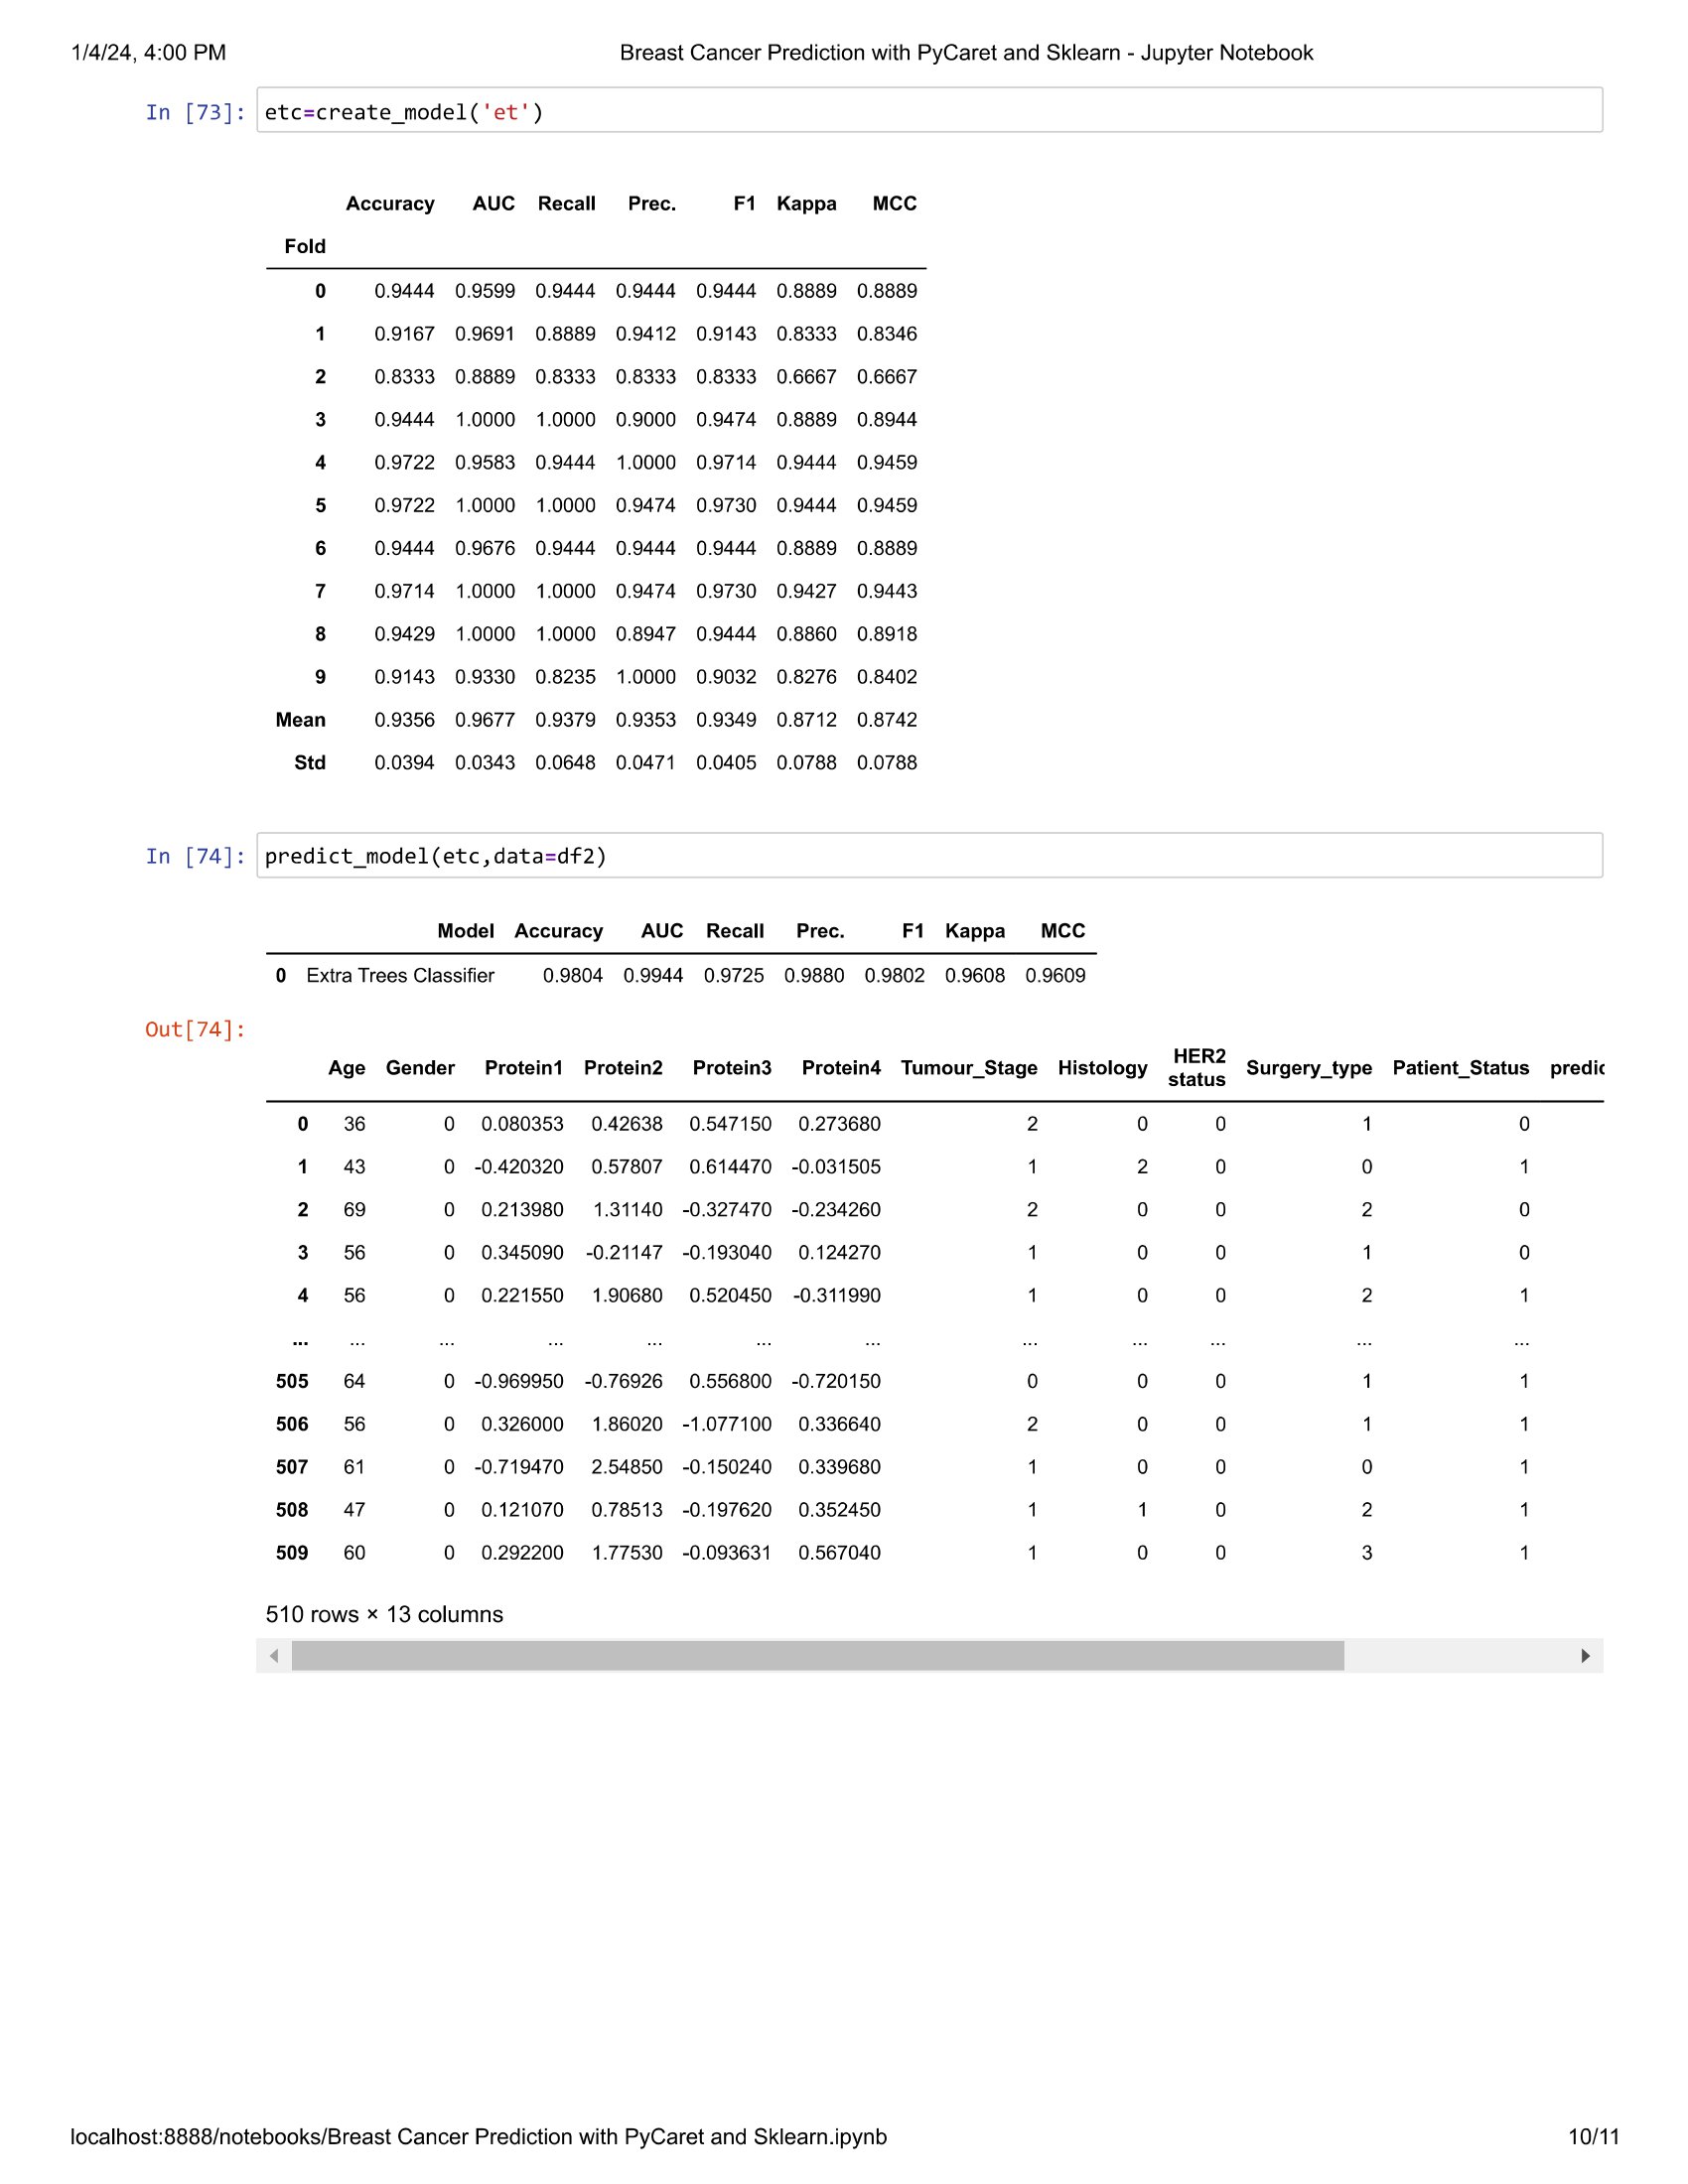 1/4/24, 4:00 PM Breast Cancer Prediction with PyCaret and Sklearn - Jupyter Notebook
In [73]: etc=create_model('et')
Accuracy AUC Recall Prec. F1 Kappa MCC
Fold
0 0.9444 0.9599 0.9444 0.9444 0.9444 0.8889 0.8889
1 0.9167 0.9691 0.8889 0.9412 0.9143 0.8333 0.8346
2 0.8333 0.8889 0.8333 0.8333 0.8333 0.6667 0.6667
3 0.9444 1.0000 1.0000 0.9000 0.9474 0.8889 0.8944
4 0.9722 0.9583 0.9444 1.0000 0.9714 0.9444 0.9459
5 0.9722 1.0000 1.0000 0.9474 0.9730 0.9444 0.9459
6 0.9444 0.9676 0.9444 0.9444 0.9444 0.8889 0.8889
7 0.9714 1.0000 1.0000 0.9474 0.9730 0.9427 0.9443
8 0.9429 1.0000 1.0000 0.8947 0.9444 0.8860 0.8918
9 0.9143 0.9330 0.8235 1.0000 0.9032 0.8276 0.8402
Mean 0.9356 0.9677 0.9379 0.9353 0.9349 0.8712 0.8742
Std 0.0394 0.0343 0.0648 0.0471 0.0405 0.0788 0.0788
In [74]: predict_model(etc,data=df2)
Model Accuracy AUC Recall Prec. F1 Kappa MCC
0 Extra Trees Classifier 0.9804 0.9944 0.9725 0.9880 0.9802 0.9608 0.9609
Out[74]:
Age Gender Protein1 Protein2 Protein3 Protein4 Tumour_Stage Histology HER2 status Surgery_type Patient_Status predic
0 36 0 0.080353 0.42638 0.547150 0.273680 2 0 0 1 0
1 43 0 -0.420320 0.57807 0.614470 -0.031505 1 2 0 0 1
2 69 0 0.213980 1.31140 -0.327470 -0.234260 2 0 0 2 0
3 56 0 0.345090 -0.21147 -0.193040 0.124270 1 0 0 1 0
4 56 0 0.221550 1.90680 0.520450 -0.311990 1 0 0 2 1
... ... ... ... ... ... ... ... ... ... ... ...
505 64 0 -0.969950 -0.76926 0.556800 -0.720150 0 0 0 1 1
506 56 0 0.326000 1.86020 -1.077100 0.336640 2 0 0 1 1
507 61 0 -0.719470 2.54850 -0.150240 0.339680 1 0 0 0 1
508 47 0 0.121070 0.78513 -0.197620 0.352450 1 1 0 2 1
509 60 0 0.292200 1.77530 -0.093631 0.567040 1 0 0 3 1
510 rows × 13 columns
localhost:8888/notebooks/Breast Cancer Prediction with PyCaret and Sklearn.ipynb 10/11